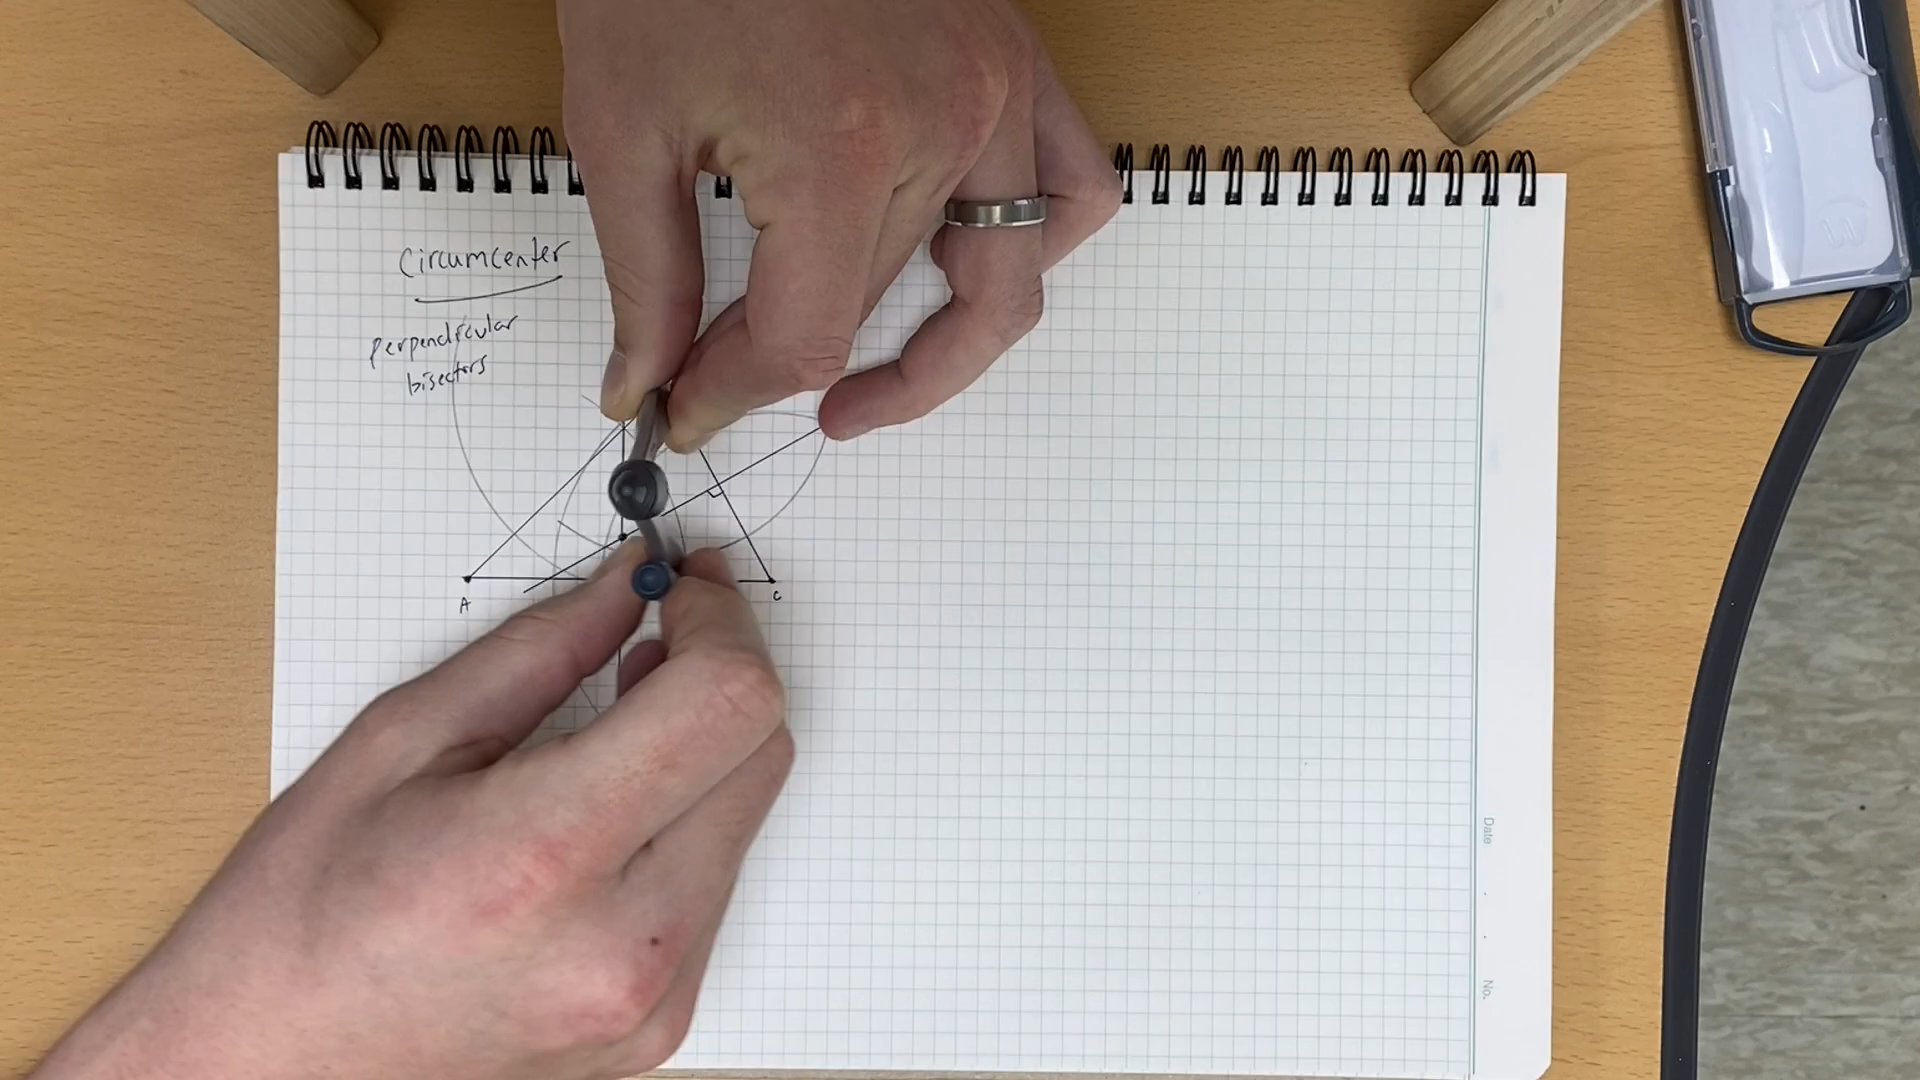 Circumcenter
perpendicular
bisectors
A
C
Date
No.